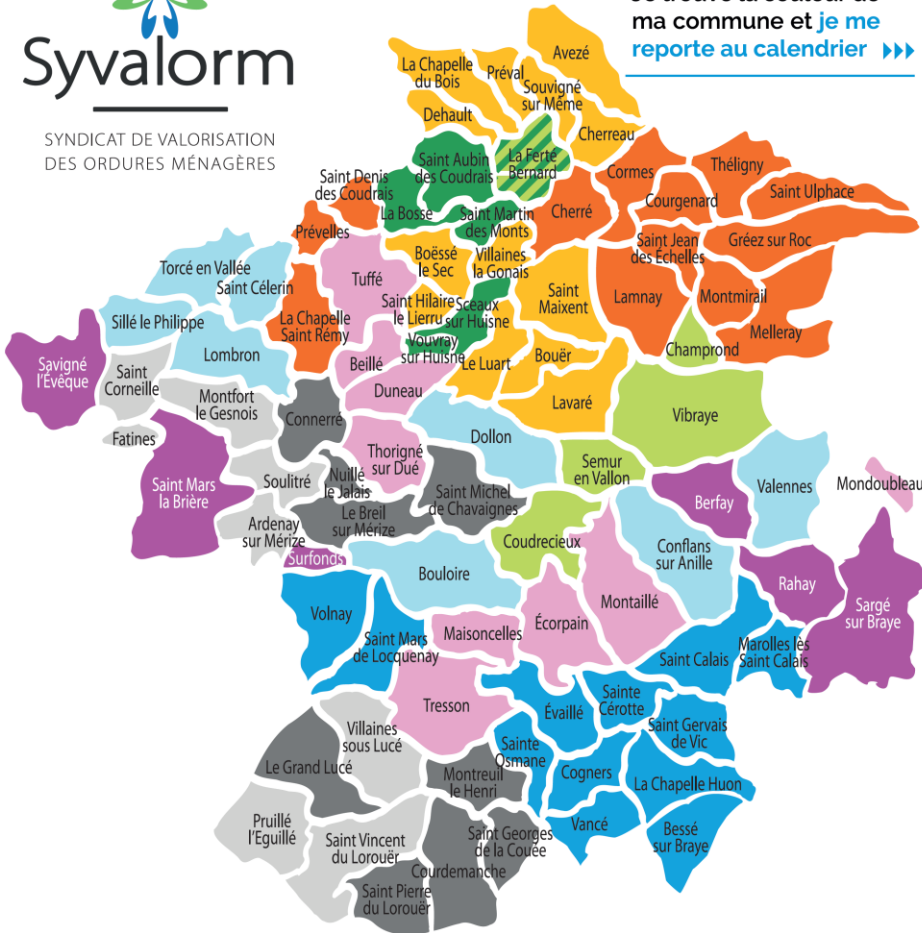 ma commune et je me
reporte au calendrier
Syvalorm
SYNDICAT DE VALORISATION
DES ORDURES MÉNAGÈRES
Avezé
La Chapelle
du Bois
Préval
Souvigné
sur Même
Dehault
Cherreau
La Ferté
Bernard
Saint Aubin
des Coudrais
Saint Denis
des Coudrais
La Bosse
Saint Martin
des Monts
Cherré
Cormes
Théligny
Courgenard
Saint Ulphace
Prévelles
Saint Jean
des Échelles
Gréez sur Roc
Torcé en Vallée
Saint Célerin
Tuffé
Boëssé
le Sec
Villaines
la Gonais
Saint
Maixent
Lamnay
Montmirail
Saint Hilaire
le Lierru
Sceaux
sur Huisne
La Chapelle
Saint Rémy
Sillé le Philippe
Melleray
Vouvray
sur Huisne
Champrond
Savigné
l'Évêque
Saint
Corneille
Lombron
Beillé
Le Luart
Bouër
Duneau
Montfort
le Gesnois
Connerré
Lavaré
Vibraye
Fatines
Dollon
Thorigné
sur Dué
Semur
en Vallon
Saint Mars
la Brière
Soulitré
Nuillé
le Jalais
Saint Michel
de Chavaignes
Berfay
Valennes
Mondoubleau
Le Breil
sur Mérize
Ardenay
sur Mérize
Coudrecieux
Conflans
sur Anille
Surfonds
Bouloire
Rahay
Sargé
sur Braye
Volnay
Montaillé
Écorpain
Saint Mars
de Locquenay
Maisoncelles
Saint Calais
Marolles lès
Saint Calais
Tresson
Évaillé
Sainte
Cérotte
Saint Gervais
de Vic
Villaines
sous Lucé
Sainte
Osmane
Le Grand Lucé
Montreuil
le Henri
Cogners
La Chapelle Huon
Pruillé
l'Eguillé
Saint Vincent
du Lorouër
Saint Georges
de la Couée
Vancé
Bessé
sur Braye
Courdemanche
Saint Pierre
du Lorouër